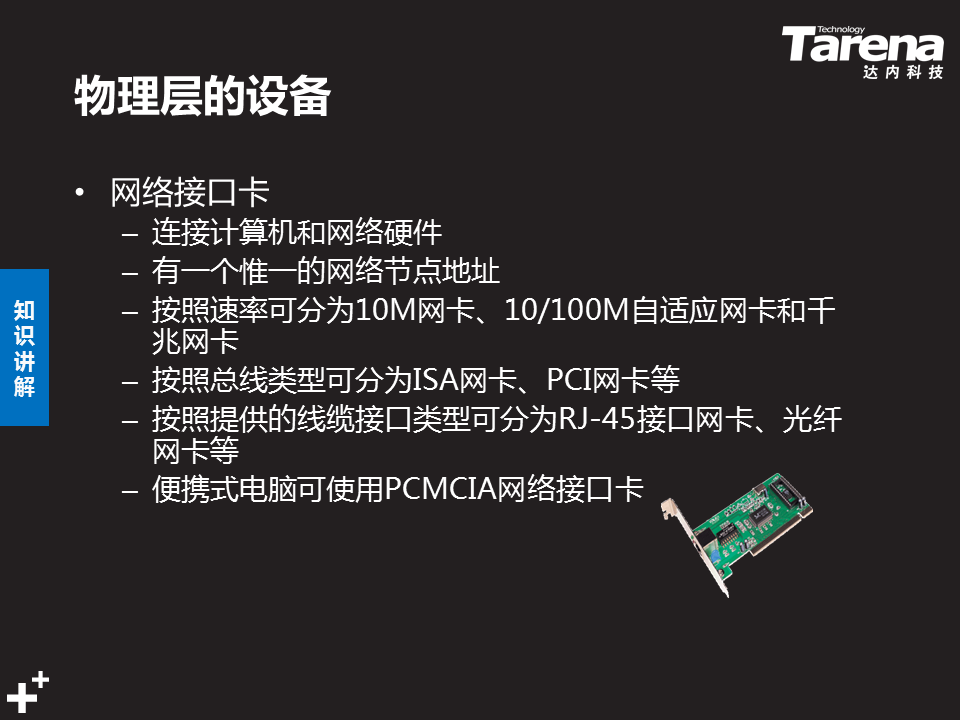 Technology
Tarena
达内科技
物理层的设备
• 网络接口卡
– 连接计算机和网络硬件
– 有一个惟一的网络节点地址
– 按照速率可分为10M网卡、10/100M自适应网卡和千
兆网卡
– 按照总线类型可分为ISA网卡、PCI网卡等
– 按照提供的线缆接口类型可分为RJ-45接口网卡、光纤
网卡等
– 便携式电脑可使用PCMCIA网络接口卡
知
识
讲
解